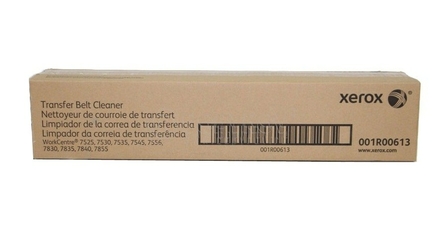 Transfer Belt Cleaner
Nettoyeur de courroie de transfert
Limpiador de la correa de transferencia
Limpador da correia de transferência
WorkCentre® 7525, 7530, 7535, 7545, 7556,
7830, 7835, 7840, 7855
001R00613
xerox
001R00613
www.xerox.com